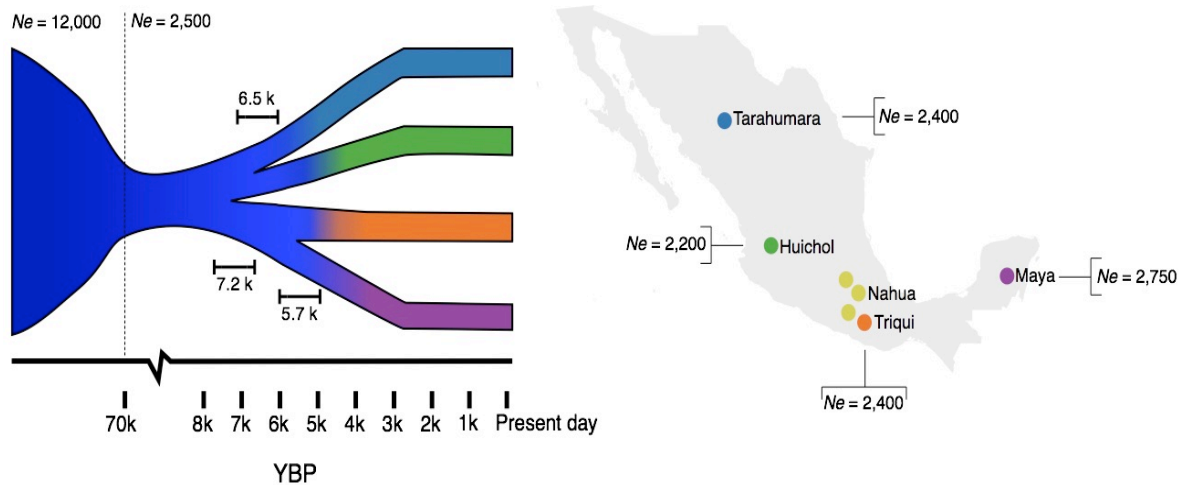 Ne = 12,000
Ne = 2,500
6.5 k
7.2 k
5.7 k
70k 8k 7k 6k 5k 4k 3k 2k 1k Present day
YBP
Tarahumara
Ne = 2,400
Ne = 2,200
Huichol
Maya
Ne = 2,750
Nahua
Triqui
Ne = 2,400